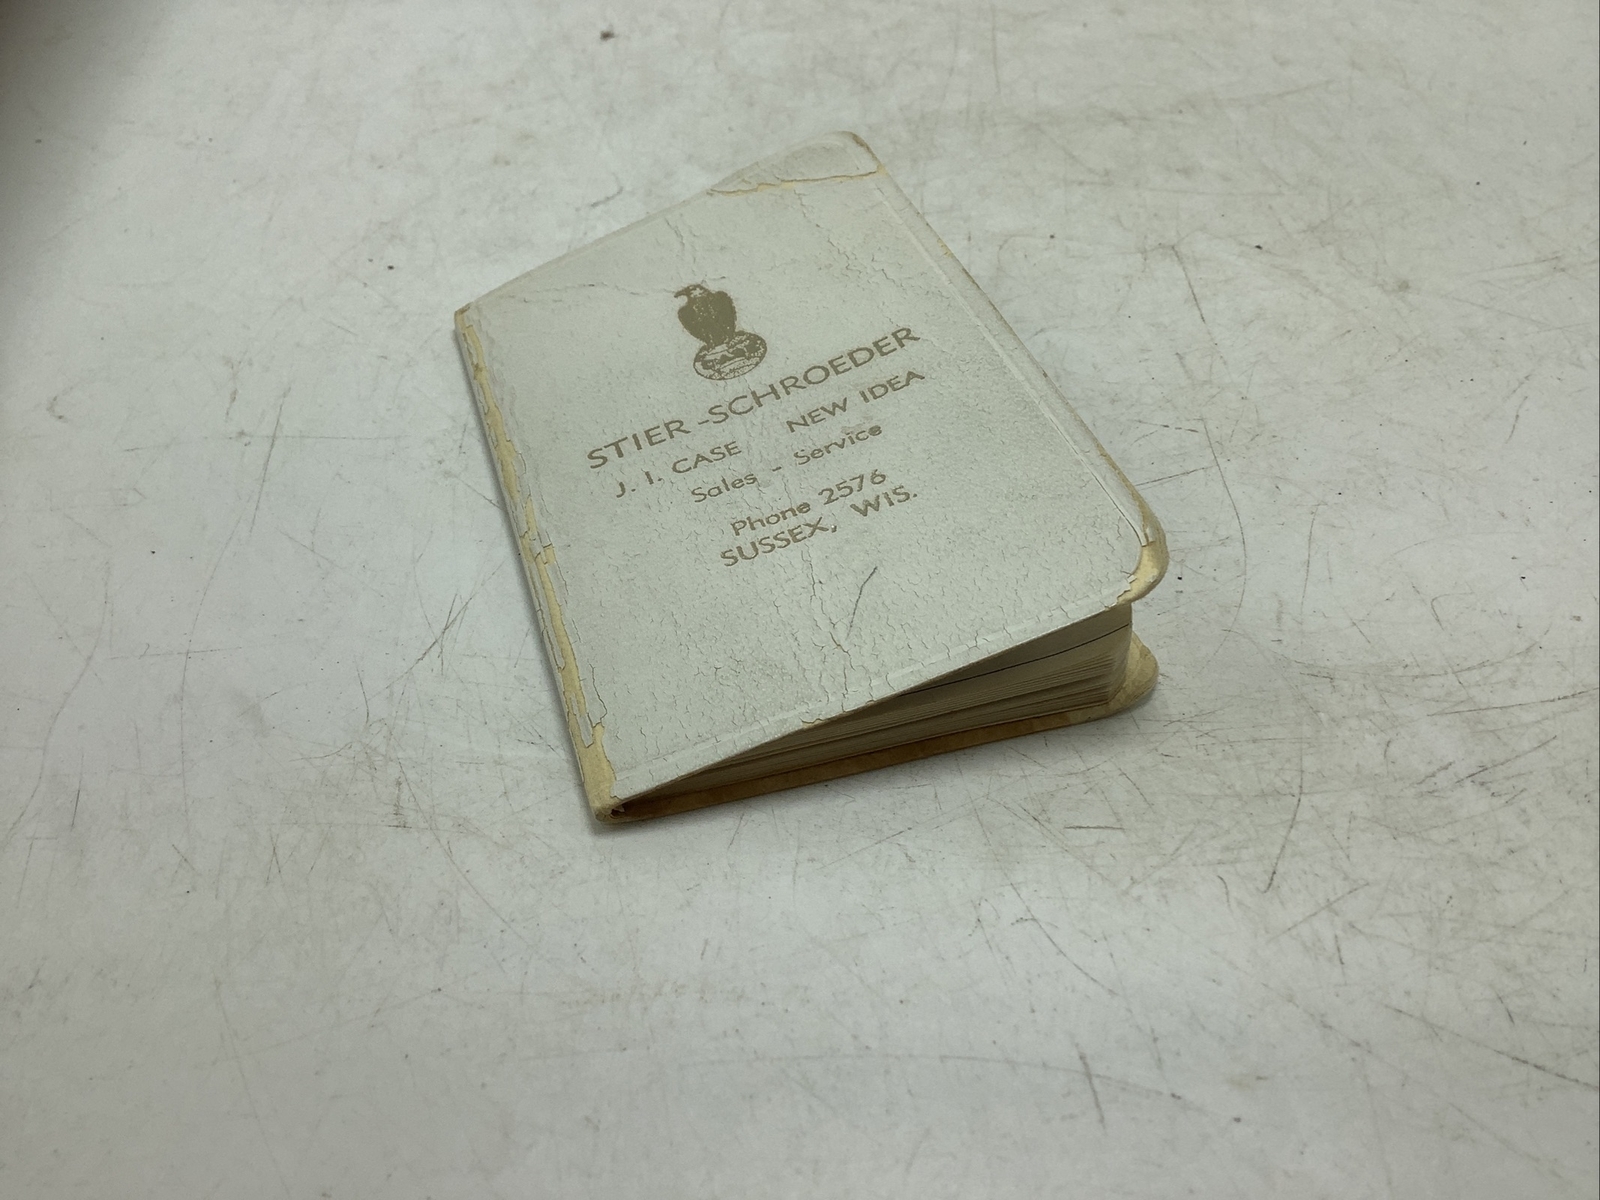 STIER-SCHROEDER
J. I. CASE NEW IDEA
Sales - Service
Phone 2576
SUSSEX, WIS.